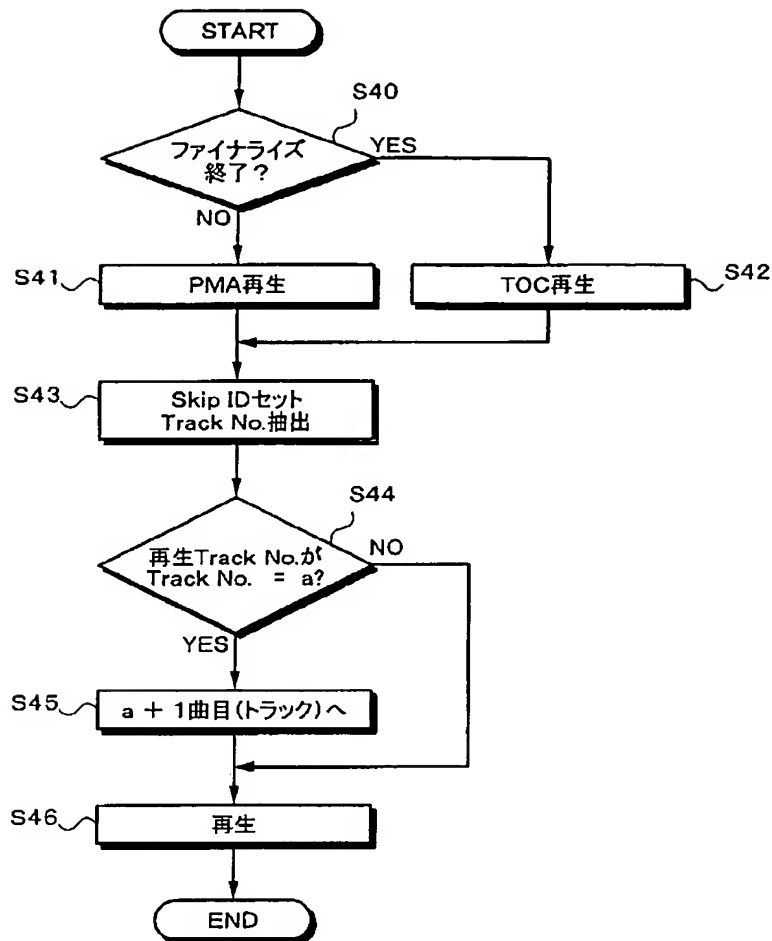 START
S40
ファイナライズ
終了?
YES
NO
S41
PMA再生
TOC再生
S42
S43
Skip IDセット
Track No.抽出
S44
再生Track No.が
Track No. = a?
NO
YES
S45
a + 1曲目(トラック)へ
S46
再生
END